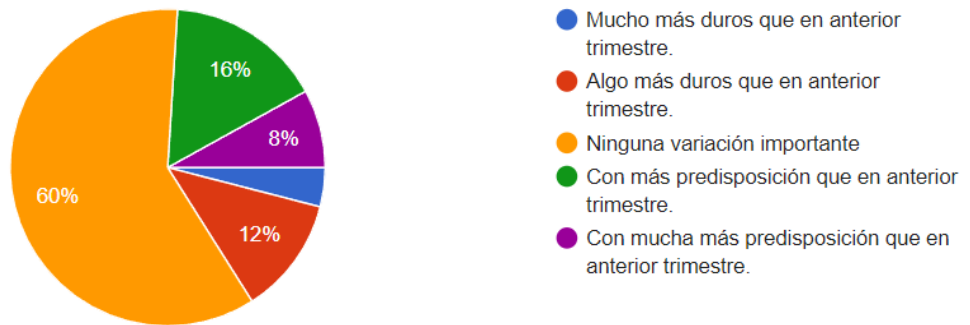 16%
8%
60%
12%
Mucho más duros que en anterior
trimestre.
Algo más duros que en anterior
trimestre.
Ninguna variación importante
Con más predisposición que en anterior
trimestre.
Con mucha más predisposición que en
anterior trimestre.